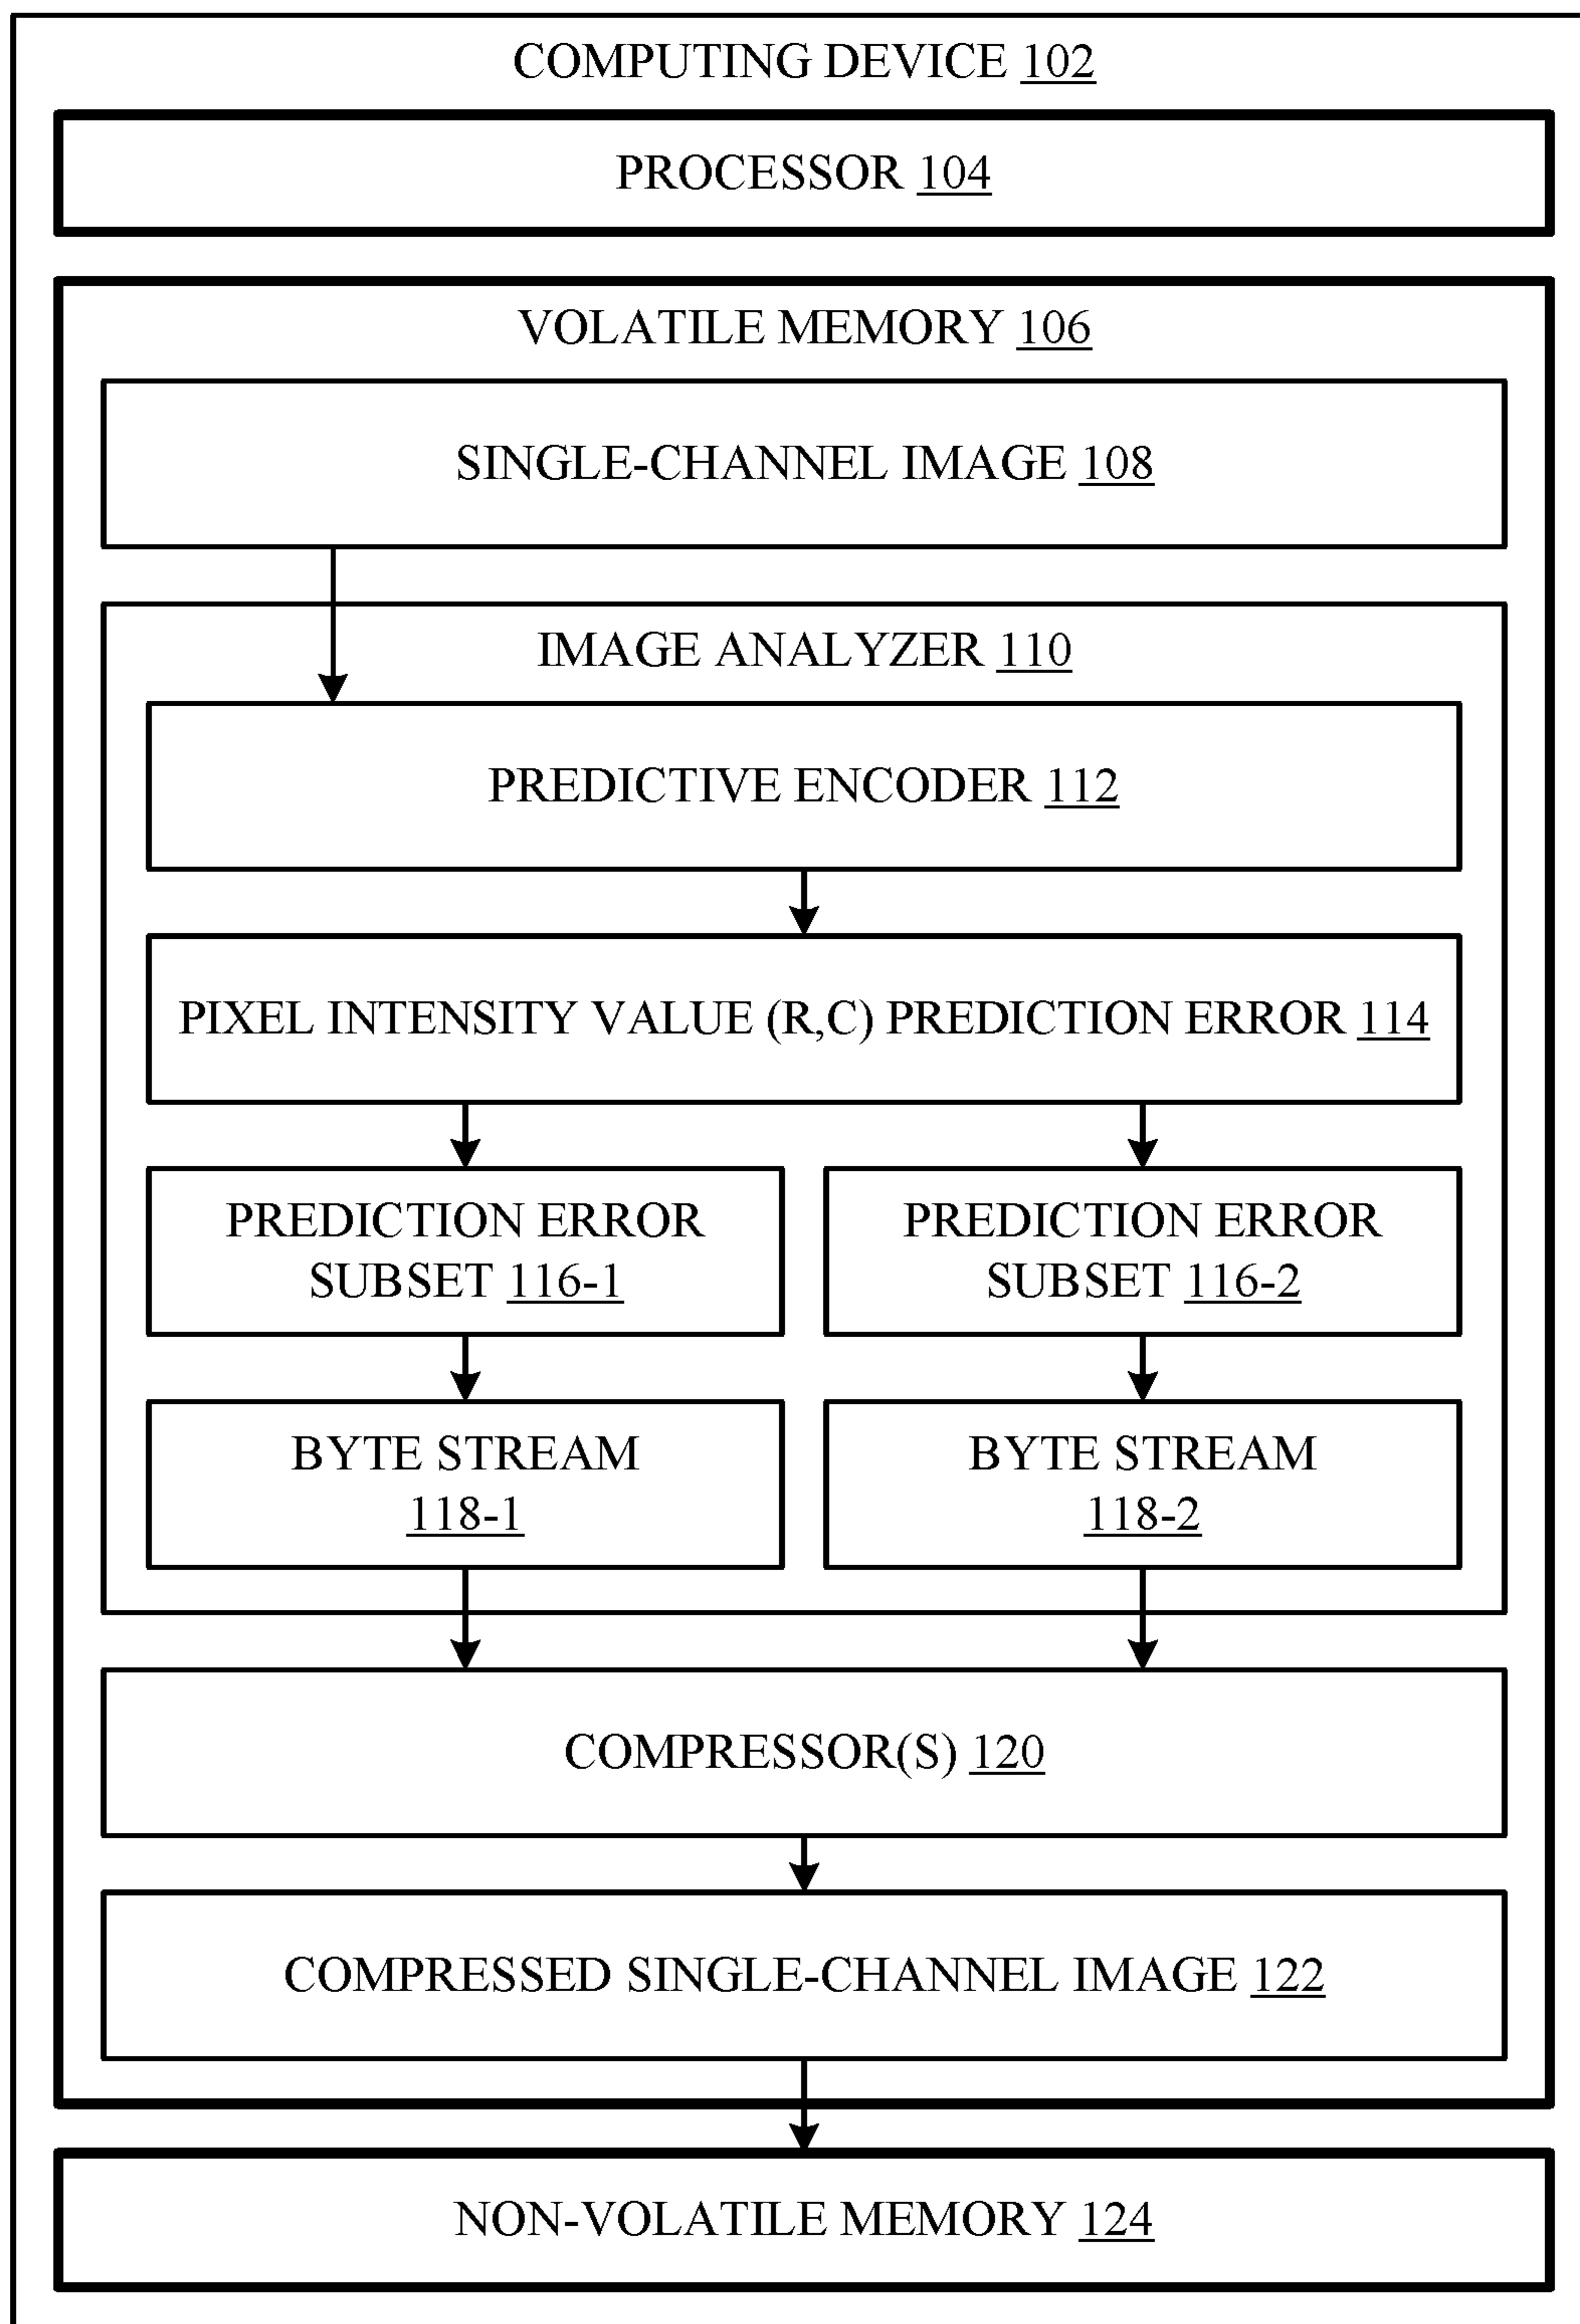 COMPUTING DEVICE 102
PROCESSOR 104
VOLATILE MEMORY 106
SINGLE-CHANNEL IMAGE 108
IMAGE ANALYZER 110
PREDICTIVE ENCODER 112
PIXEL INTENSITY VALUE (R,C) PREDICTION ERROR 114
PREDICTION ERROR
SUBSET 116-1
PREDICTION ERROR
SUBSET 116-2
BYTE STREAM
118-1
BYTE STREAM
118-2
COMPRESSOR(S) 120
COMPRESSED SINGLE-CHANNEL IMAGE 122
NON-VOLATILE MEMORY 124